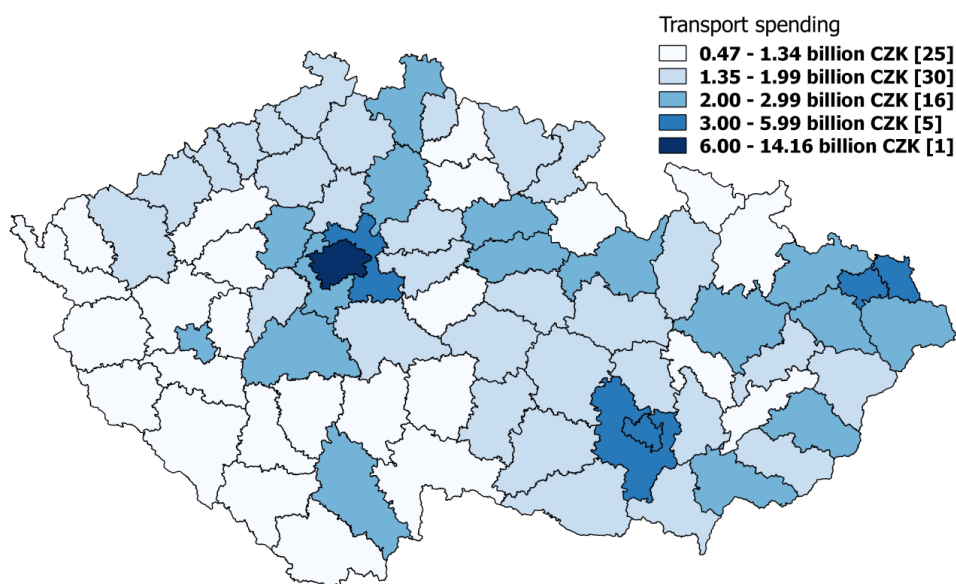 Transport spending
0.47 - 1.34 billion CZK [25]
1.35 - 1.99 billion CZK [30]
2.00 - 2.99 billion CZK [16]
3.00 - 5.99 billion CZK [5]
6.00 - 14.16 billion CZK [1]